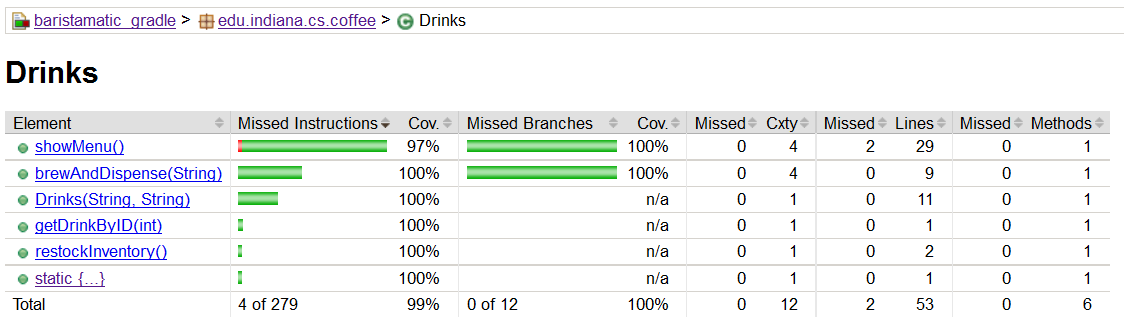 baristamatic_gradle > edu.indiana.cs.coffee > Drinks
Drinks
Element Missed Instructions Cov. Missed Branches Cov. Missed Cxty Missed Lines Missed Methods
showMenu() 97% 100% 0 4 2 29 0 1
brewAndDispense(String) 100% 100% 0 4 0 9 0 1
Drinks(String, String) 100% n/a 0 1 0 11 0 1
getDrinkByID(int) 100% n/a 0 1 0 1 0 1
restockInventory() 100% n/a 0 1 0 2 0 1
static {...} 100% n/a 0 1 0 1 0 1
Total 4 of 279 99% 0 of 12 100% 0 12 2 53 0 6